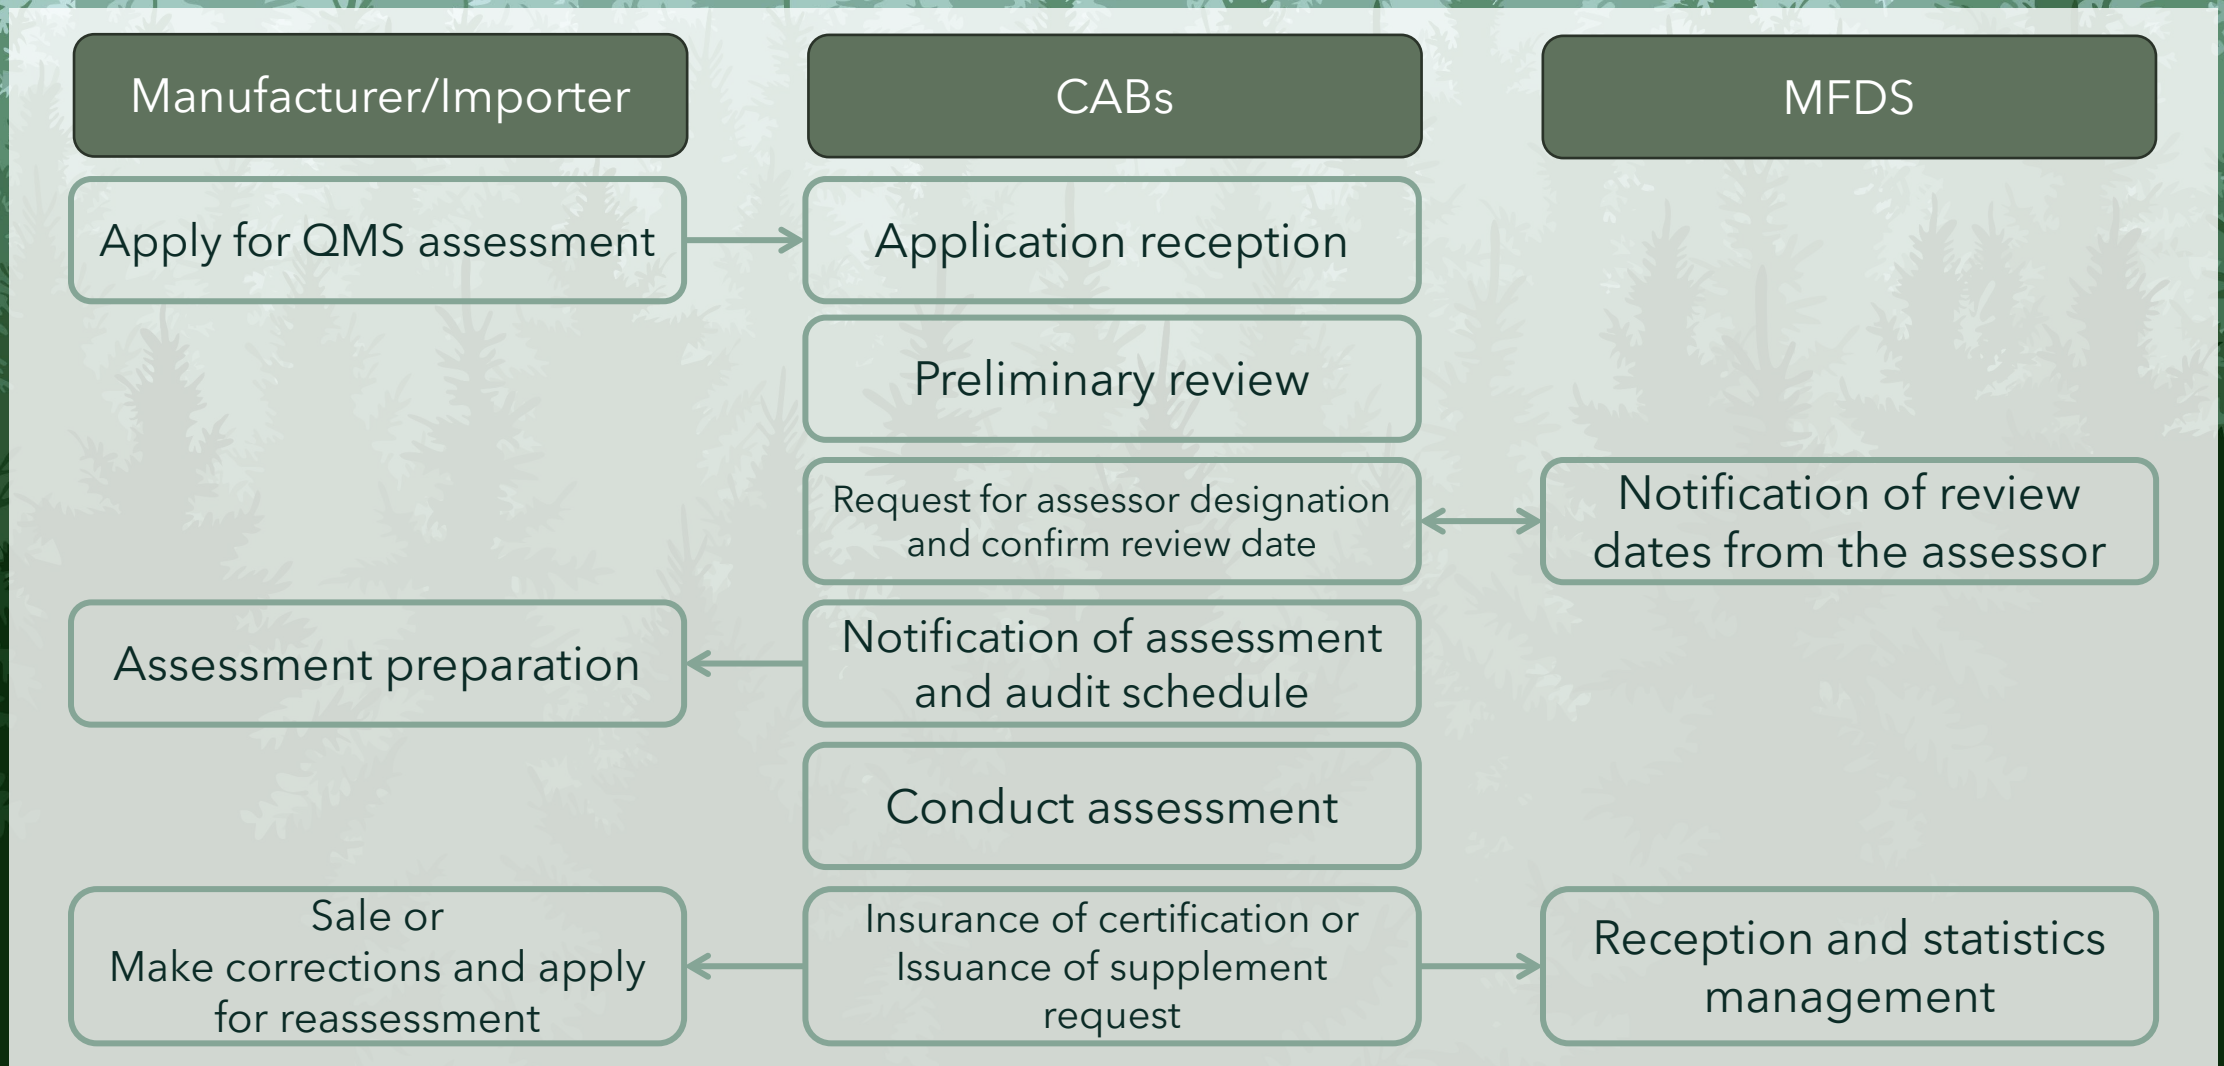 Manufacturer/Importer
CABs
MFDS
Apply for QMS assessment
Application reception
Preliminary review
Request for assessor designation
and confirm review date
Notification of review
dates from the assessor
Assessment preparation
Notification of assessment
and audit schedule
Conduct assessment
Sale or
Make corrections and apply
for reassessment
Insurance of certification or
Issuance of supplement
request
Reception and statistics
management